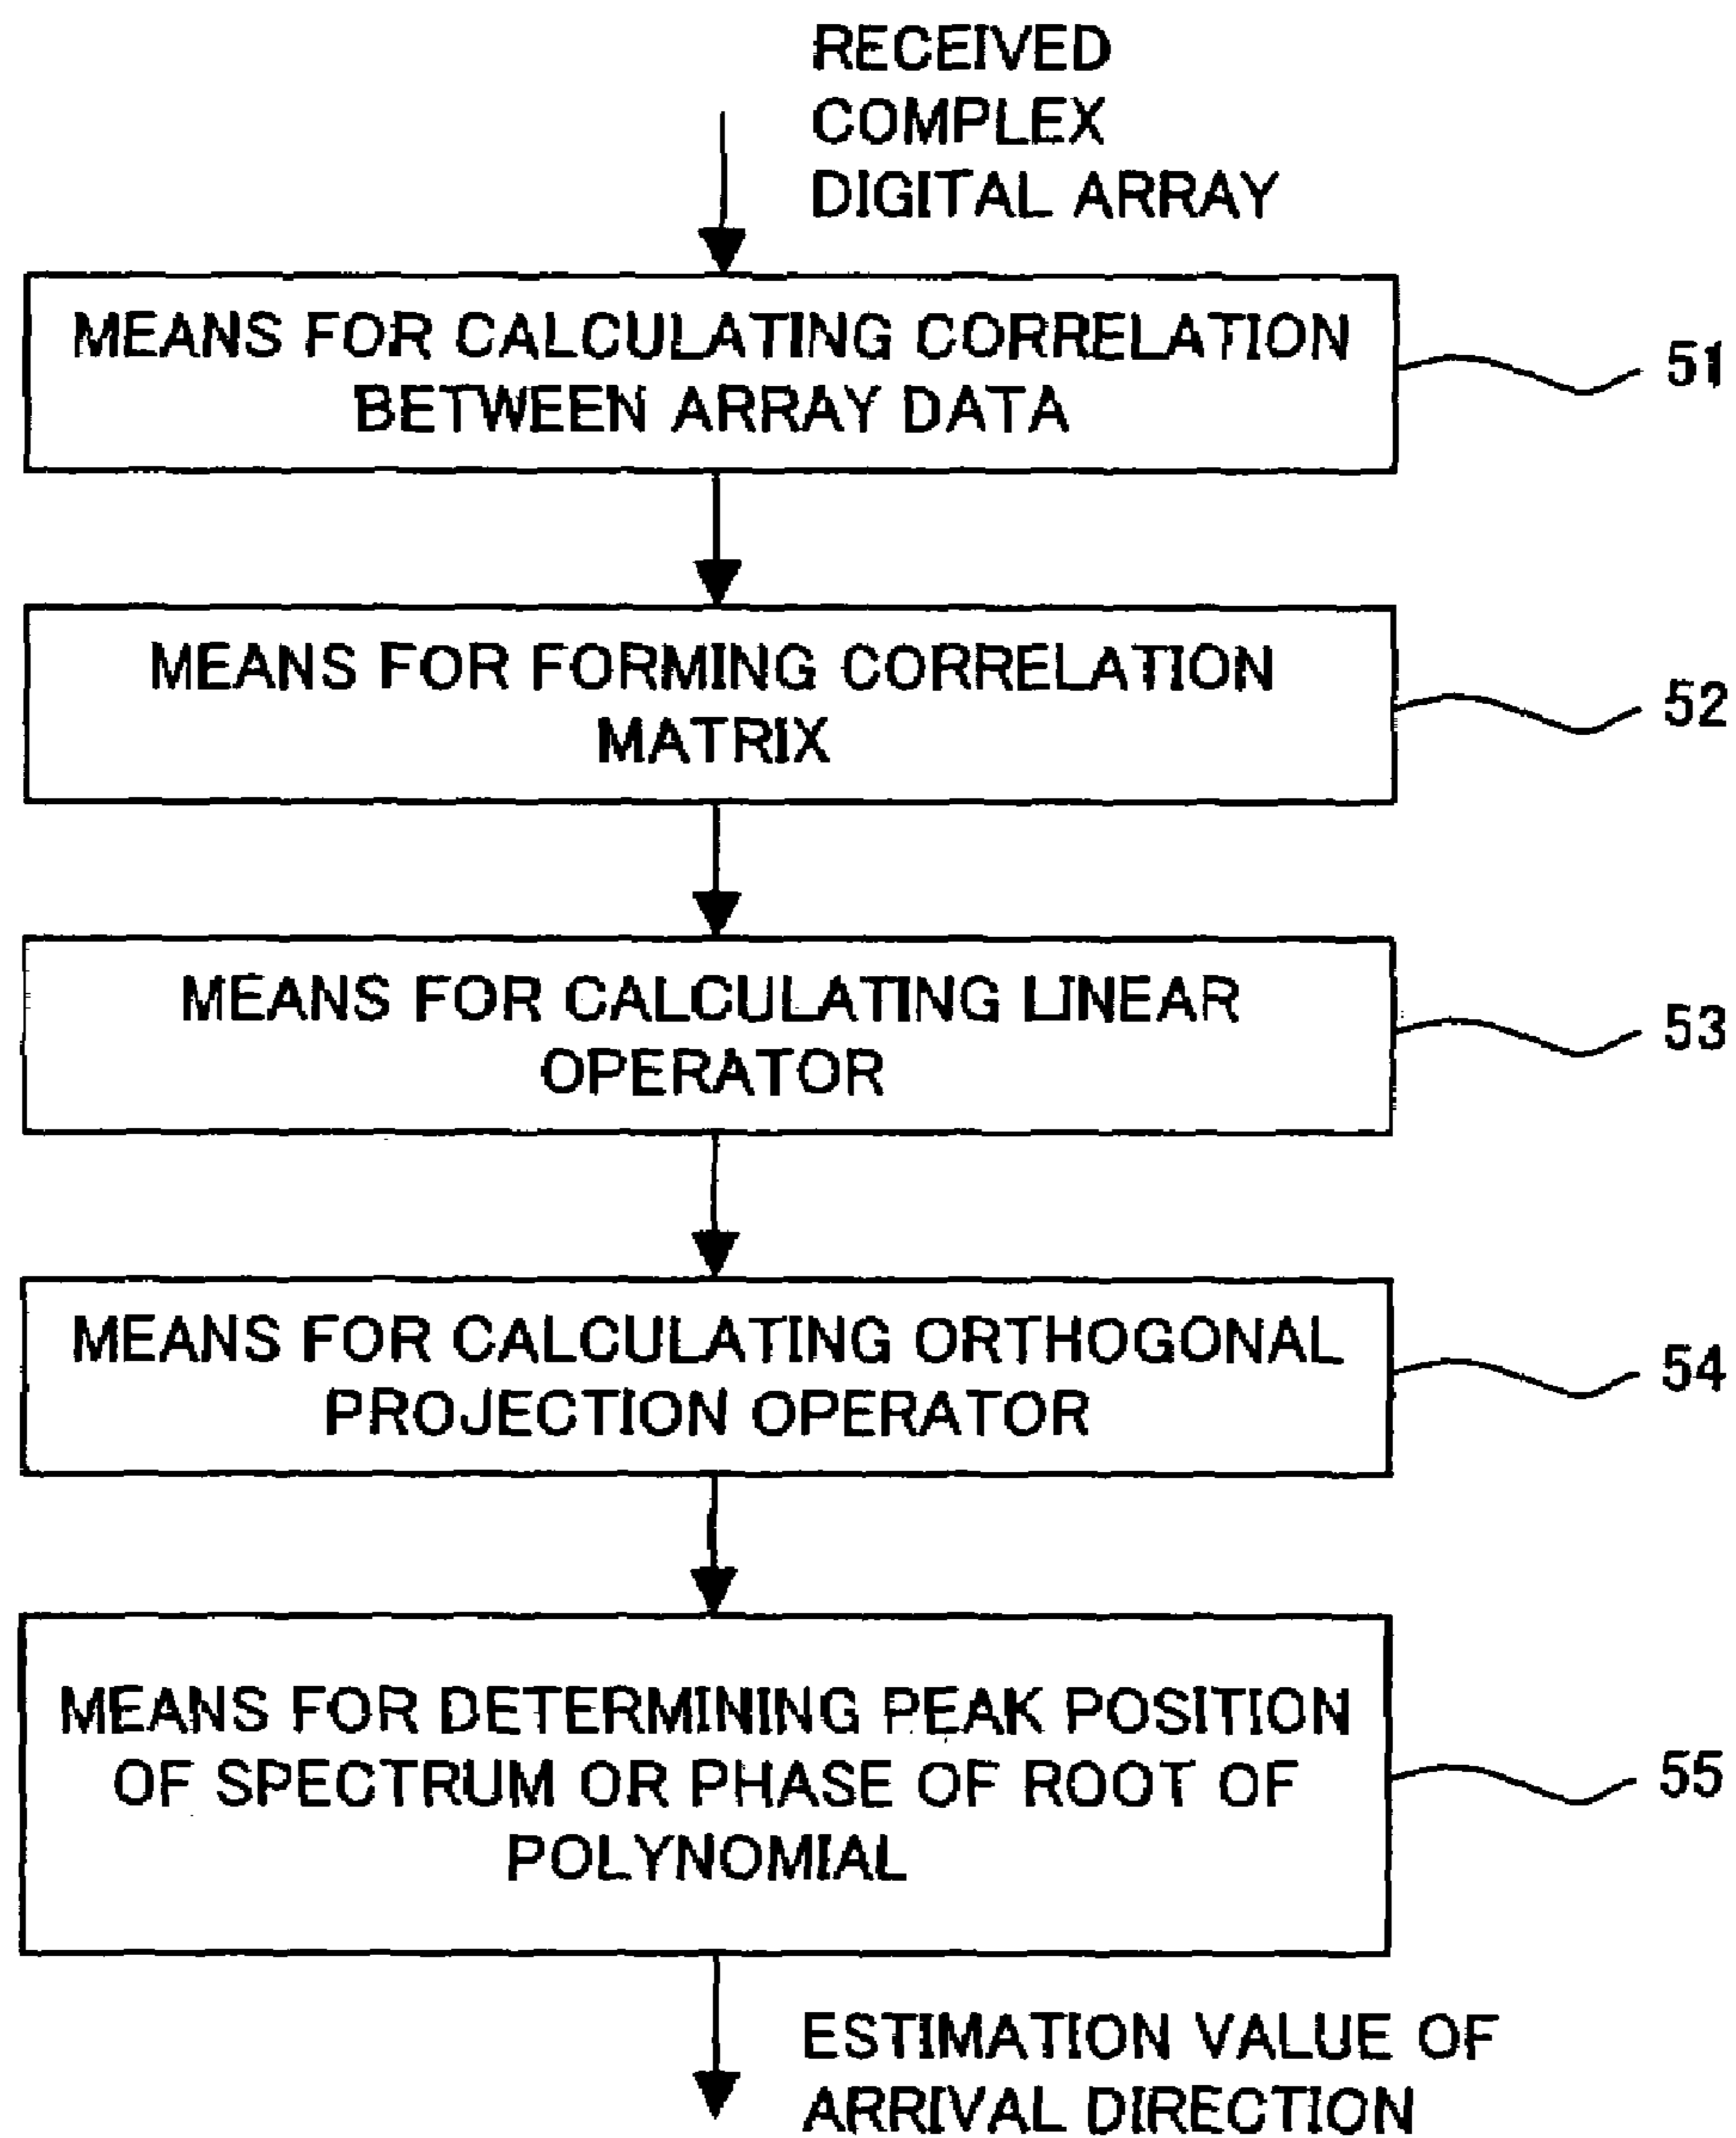 RECEIVED
COMPLEX
DIGITAL ARRAY
MEANS FOR CALCULATING CORRELATION
BETWEEN ARRAY DATA
51
MEANS FOR FORMING CORRELATION
MATRIX
52
MEANS FOR CALCULATING LINEAR
OPERATOR
53
MEANS FOR CALCULATING ORTHOGONAL
PROJECTION OPERATOR
54
MEANS FOR DETERMINING PEAK POSITION
OF SPECTRUM OR PHASE OF ROOT OF
POLYNOMIAL
55
ESTIMATION VALUE OF
ARRIVAL DIRECTION